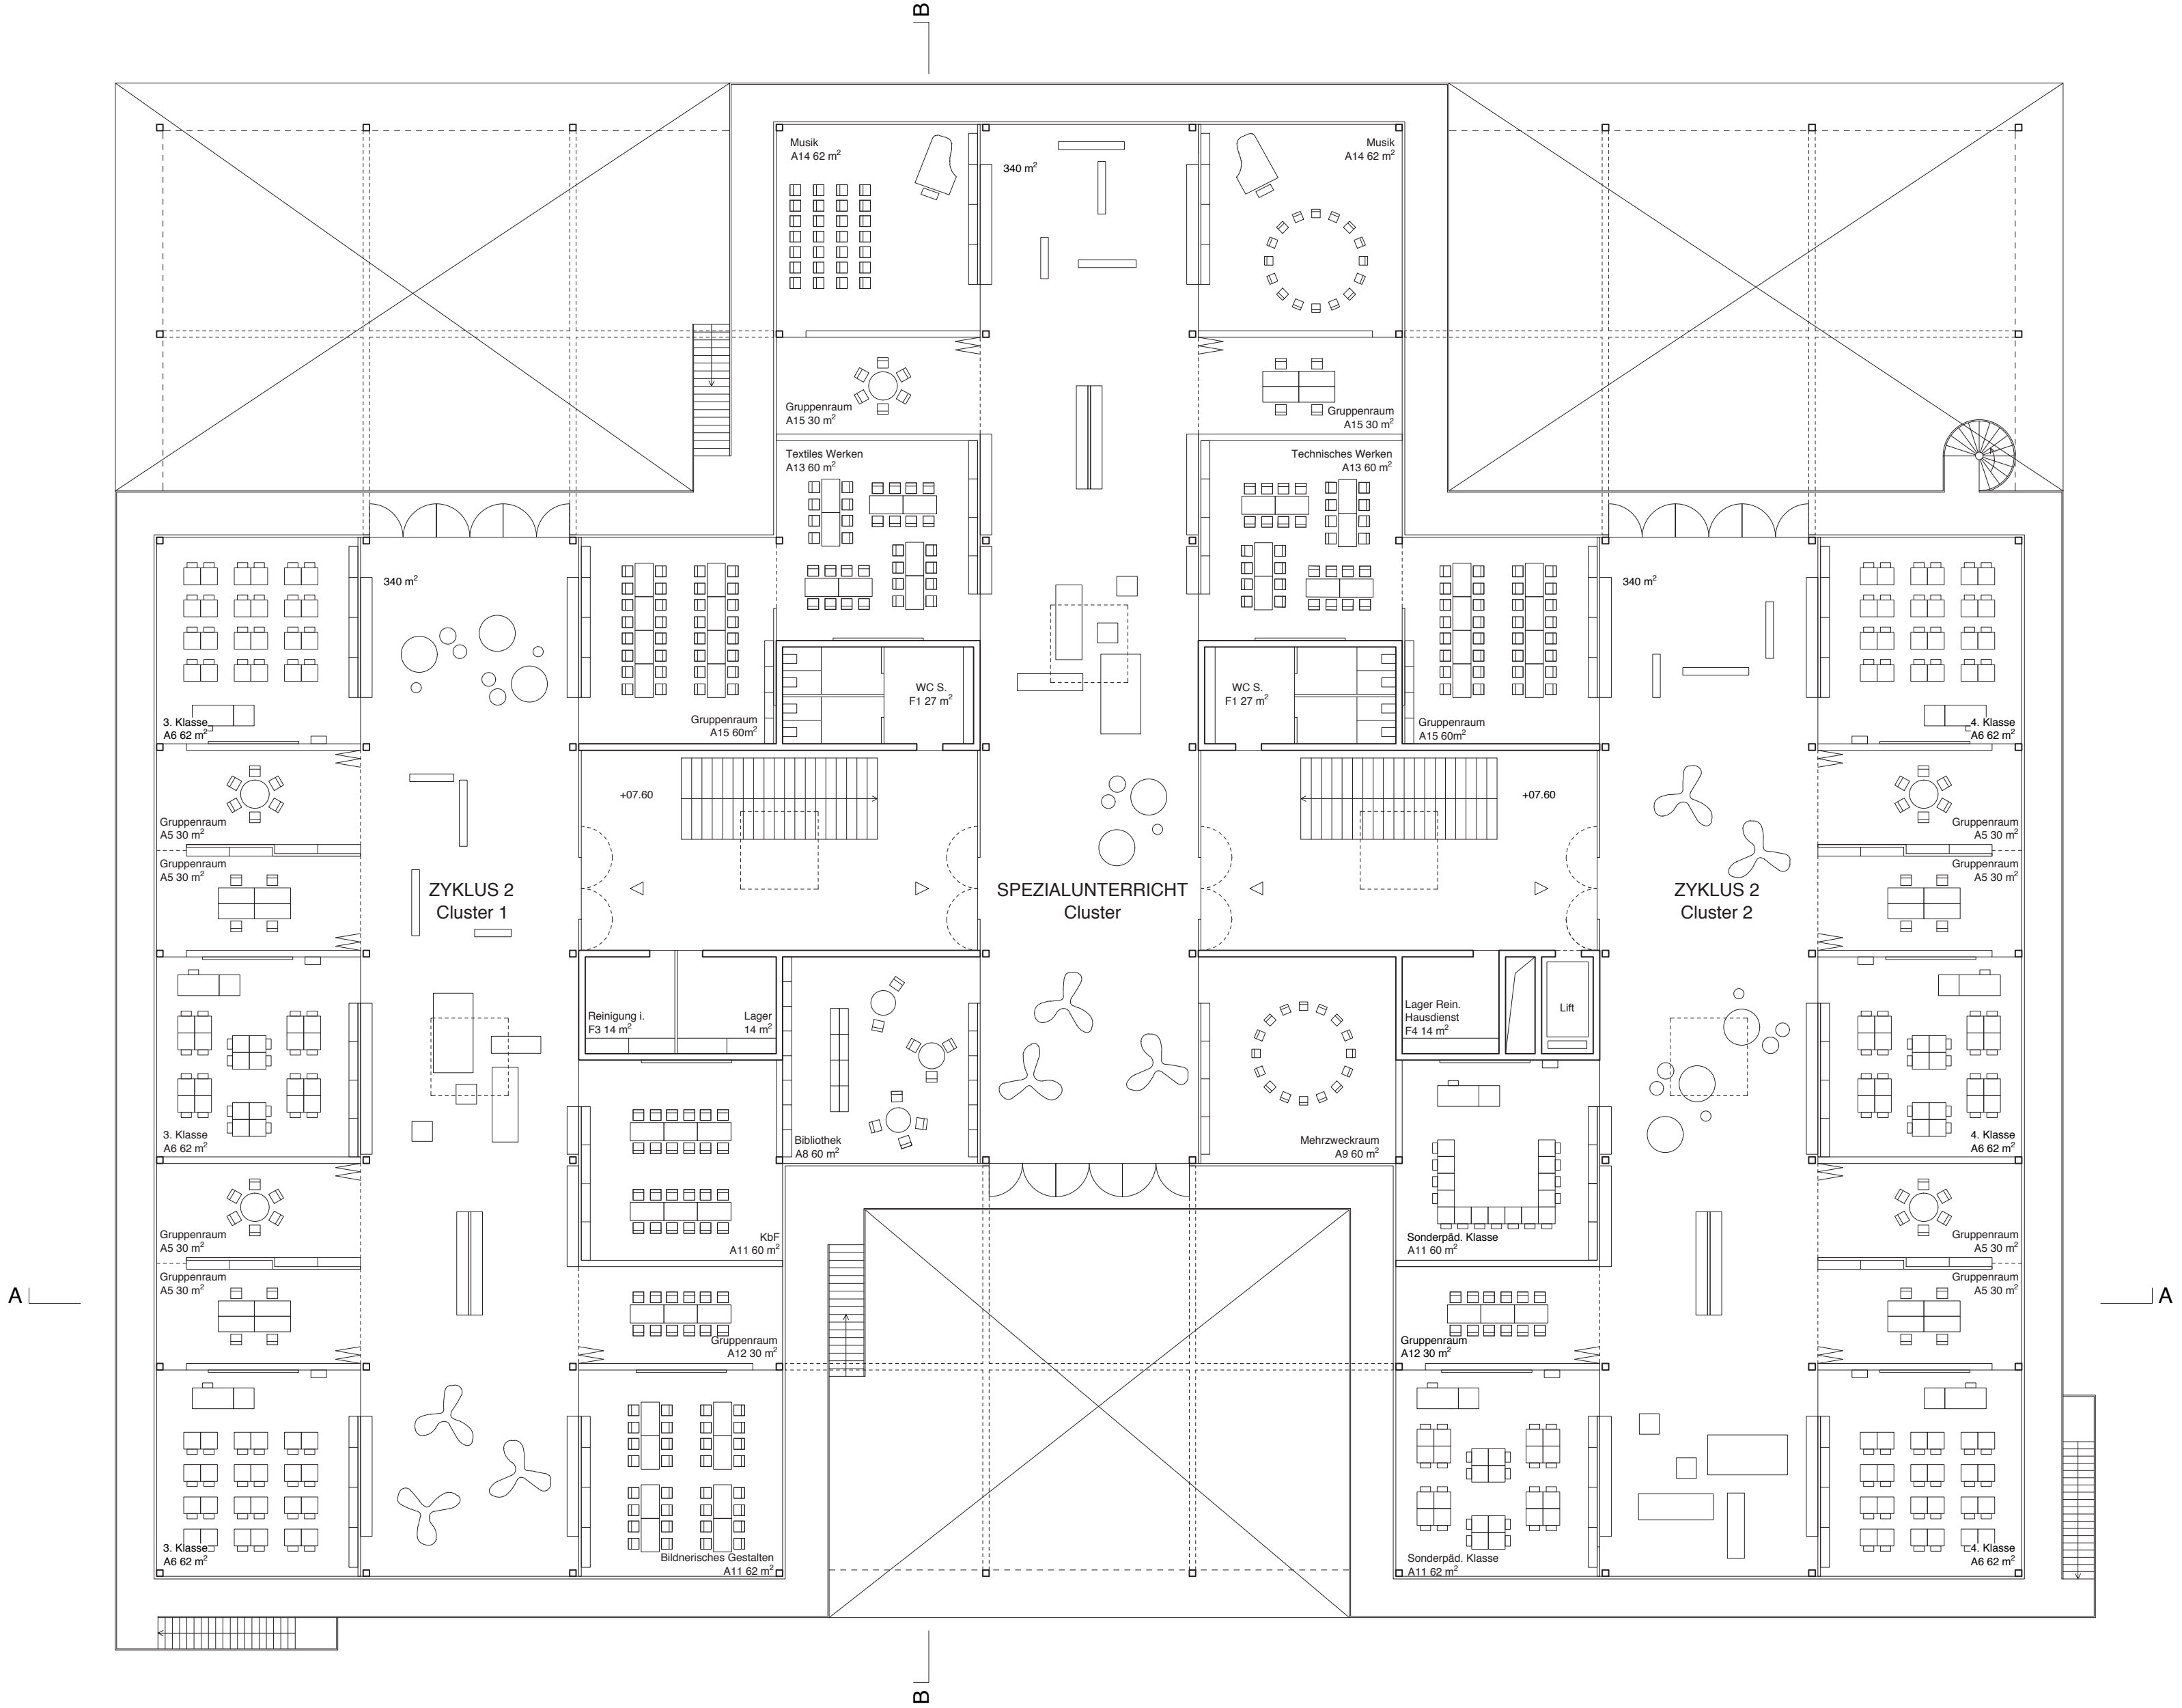 B
Musik
A14 62 m²
340 m²
Musik
A14 62 m²
Gruppenraum
A15 30 m²
Gruppenraum
A15 30 m²
Textiles Werken
A13 60 m²
Technisches Werken
A13 60 m²
340 m²
340 m²
3. Klasse
A6 62 m²
Gruppenraum
A15 60m²
WC S.
F1 27 m²
WC S.
F1 27 m²
Gruppenraum
A15 60m²
4. Klasse
A6 62 m²
+07.60
+07.60
Gruppenraum
A5 30 m²
Gruppenraum
A5 30 m²
Gruppenraum
A5 30 m²
Gruppenraum
A5 30 m²
ZYKLUS 2
Cluster 1
SPEZIALUNTERRICHT
Cluster
ZYKLUS 2
Cluster 2
Reinigung i.
F3 14 m²
Lager
14 m²
Lager Rein.
Hausdienst
F4 14 m²
Lift
3. Klasse
A6 62 m²
Bibliothek
A8 60 m²
Mehrzweckraum
A9 60 m²
4. Klasse
A6 62 m²
Gruppenraum
A5 30 m²
KbF
A11 60 m²
Sonderpäd. Klasse
A11 60 m²
Gruppenraum
A5 30 m²
Gruppenraum
A5 30 m²
Gruppenraum
A5 30 m²
A
A
Gruppenraum
A12 30 m²
Gruppenraum
A12 30 m²
3. Klasse
A6 62 m²
Bildnerisches Gestalten
A11 62 m²
Sonderpäd. Klasse
A11 62 m²
4. Klasse
A6 62 m²
B